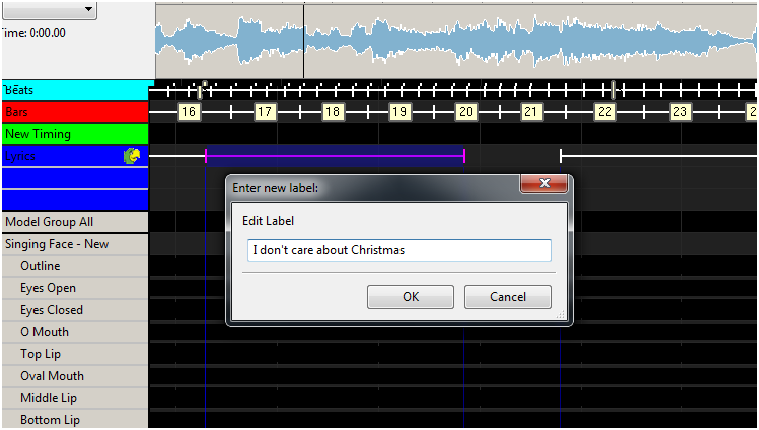 Time: 0:00.00
Beats
Bars
16 17 18 19 20 21 22 23 2
New Timing
Lyrics
Enter new label:
Edit Label
I don't care about Christmas
OK Cancel
Model Group All
Singing Face - New
Outline
Eyes Open
Eyes Closed
O Mouth
Top Lip
Oval Mouth
Middle Lip
Bottom Lip